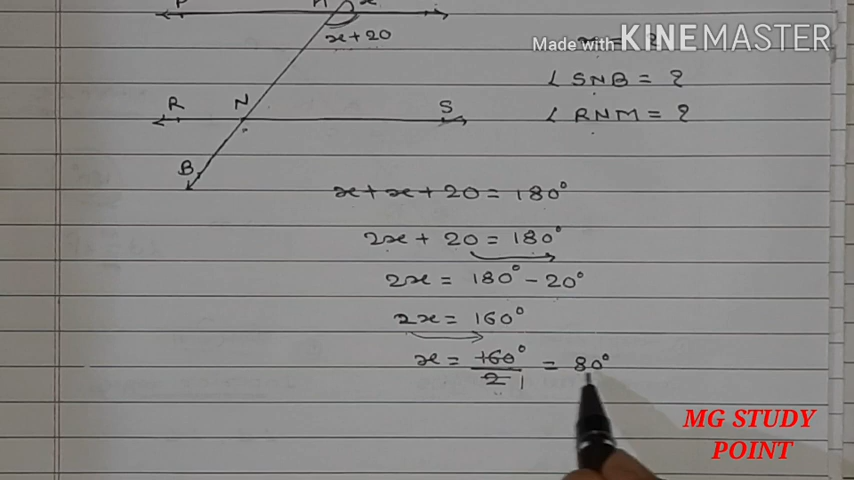 P M x
x+20
Made with KINEMASTER
x = ?
∠ SNB = ?
R N S
∠ RNM = ?
B
x+x+20 = 180°
2x + 20 = 180°
2x = 180° - 20°
2x = 160°
x = 160° / 2 1 = 80°
MG STUDY
POINT